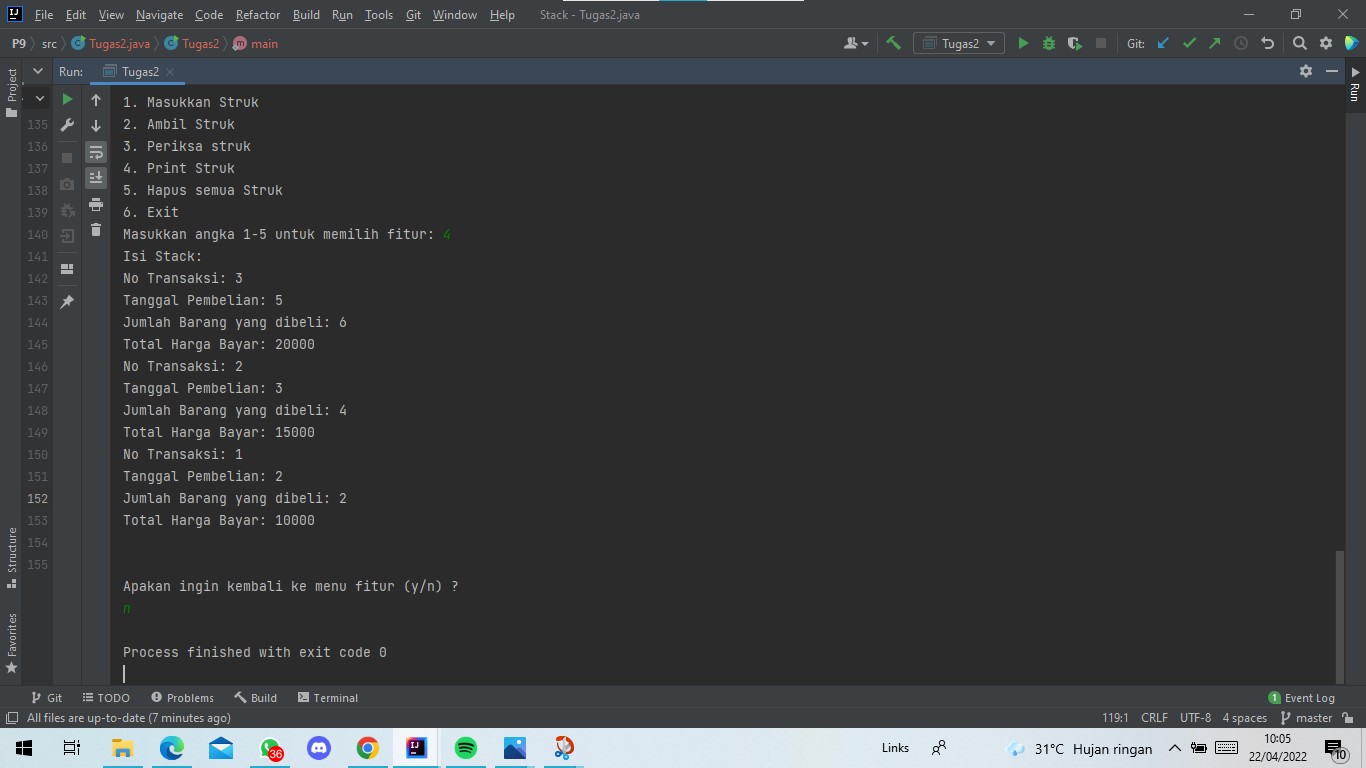 File Edit View Navigate Code Refactor Build Run Tools Git Window Help Stack - Tugas2.java
P9 src Tugas2.java Tugas2 main Tugas2 Git:
Project
Run: Tugas2
Run
1. Masukkan Struk
135 2. Ambil Struk
136 3. Periksa struk
137 4. Print Struk
138 5. Hapus semua Struk
139 6. Exit
140 Masukkan angka 1-5 untuk memilih fitur: 4
141 Isi Stack:
142 No Transaksi: 3
143 Tanggal Pembelian: 5
144 Jumlah Barang yang dibeli: 6
145 Total Harga Bayar: 20000
146 No Transaksi: 2
147 Tanggal Pembelian: 3
148 Jumlah Barang yang dibeli: 4
149 Total Harga Bayar: 15000
150 No Transaksi: 1
151 Tanggal Pembelian: 2
152 Jumlah Barang yang dibeli: 2
153 Total Harga Bayar: 10000
154
155
Apakan ingin kembali ke menu fitur (y/n) ?
n
Process finished with exit code 0
Structure
Favorites
Git TODO Problems Build Terminal 1 Event Log
All files are up-to-date (7 minutes ago) 119:1 CRLF UTF-8 4 spaces master
36 Links 31°C Hujan ringan 10:05
22/04/2022 10